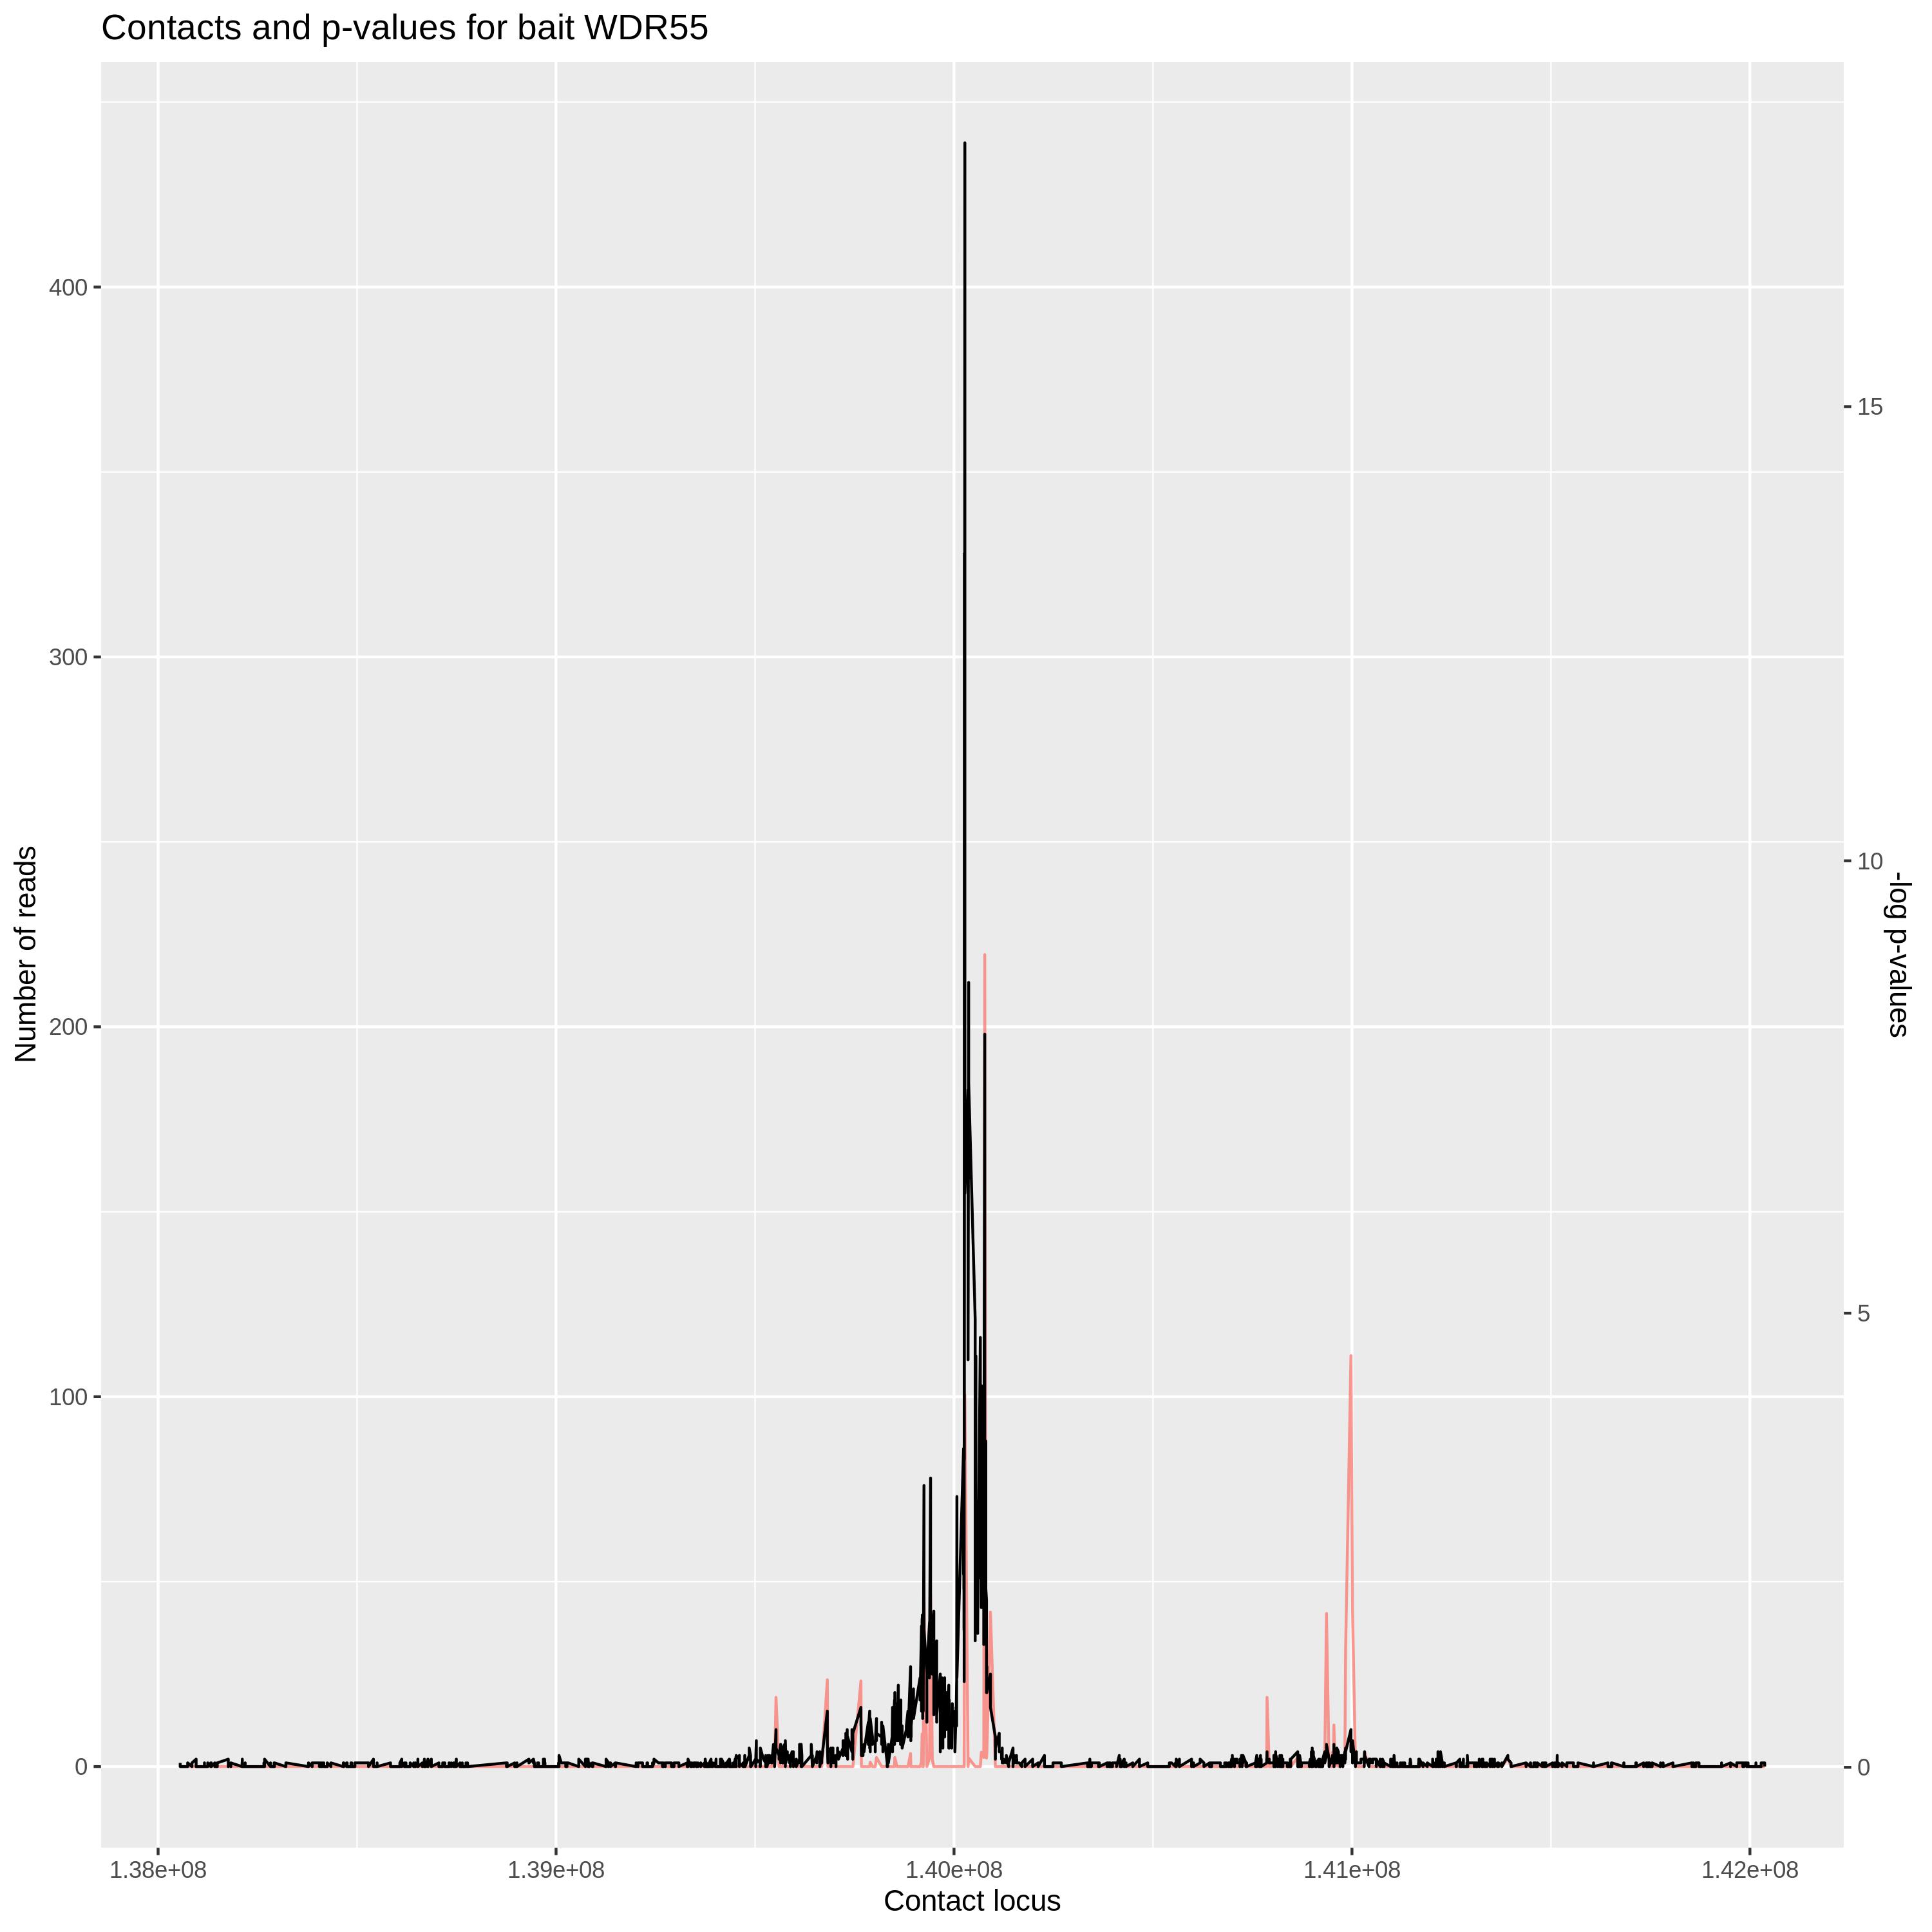 Contacts and p-values for bait WDR55
400
300
200
100
0
Number of reads
15
10
5
0
-log p-values
1.38e+08
1.39e+08
1.40e+08
1.41e+08
1.42e+08
Contact locus